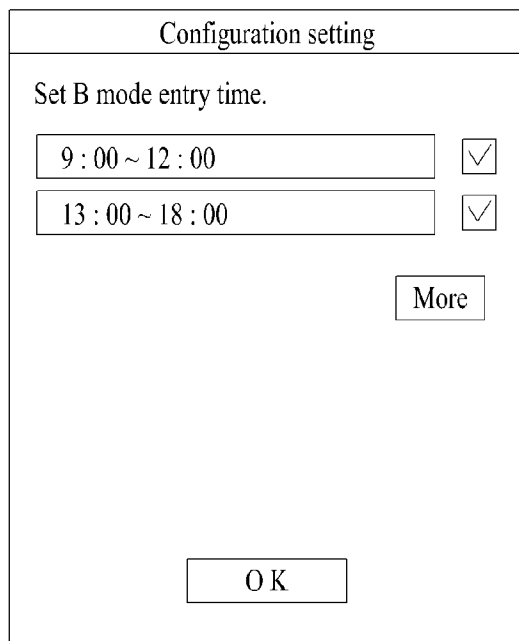 Configuration setting
Set B mode entry time.
9 : 00 ~ 12 : 00
13 : 00 ~ 18 : 00
More
O K